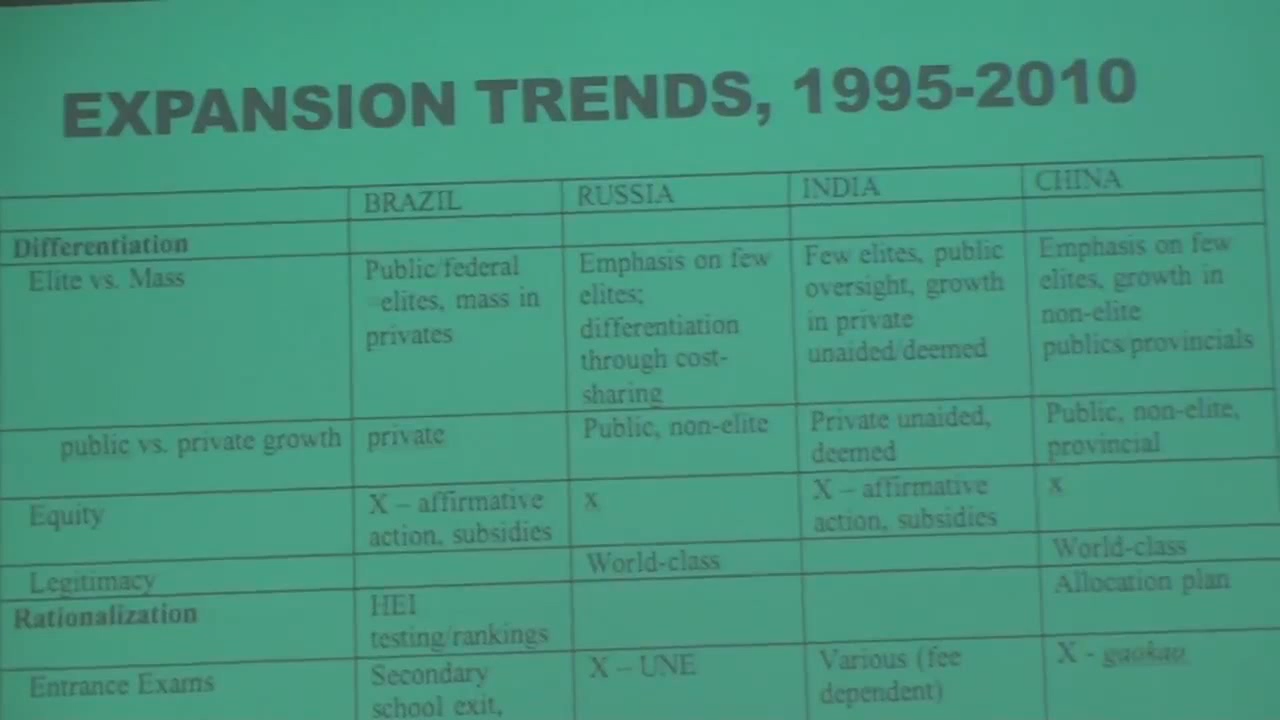 EXPANSION TRENDS, 1995-2010
BRAZIL RUSSIA INDIA CHINA
Differentiation
Elite vs. Mass
Public/federal
elites, mass in
privates
Emphasis on few
elites;
differentiation
through cost-
sharing
Few elites, public
oversight, growth
in private
unaided/deemed
Emphasis on few
elites, growth in
non-elite
publics/provincials
public vs. private growth
private
Public, non-elite
Private unaided,
deemed
Public, non-elite,
provincial
Equity
X – affirmative
action, subsidies
x
X – affirmative
action, subsidies
x
Legitimacy
World-class
World-class
Rationalization
HEI
testing/rankings
Allocation plan
Entrance Exams
Secondary
school exit,
X – UNE
Various (fee
dependent)
X - gaokao